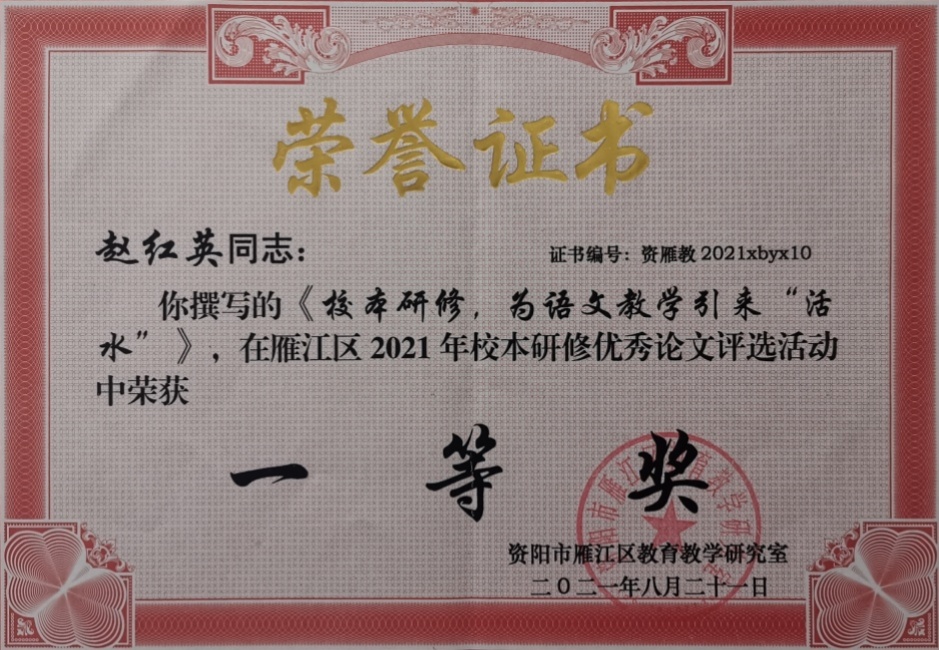 荣誉证书
赵红英同志：
证书编号：资雁教2021xbyx10
你撰写的《校本研修，为语文教学引来“活
水”》，在雁江区2021年校本研修优秀论文评选活动
中荣获
一等奖
资阳市雁江区教育教学研究室
二〇二一年八月二十一日